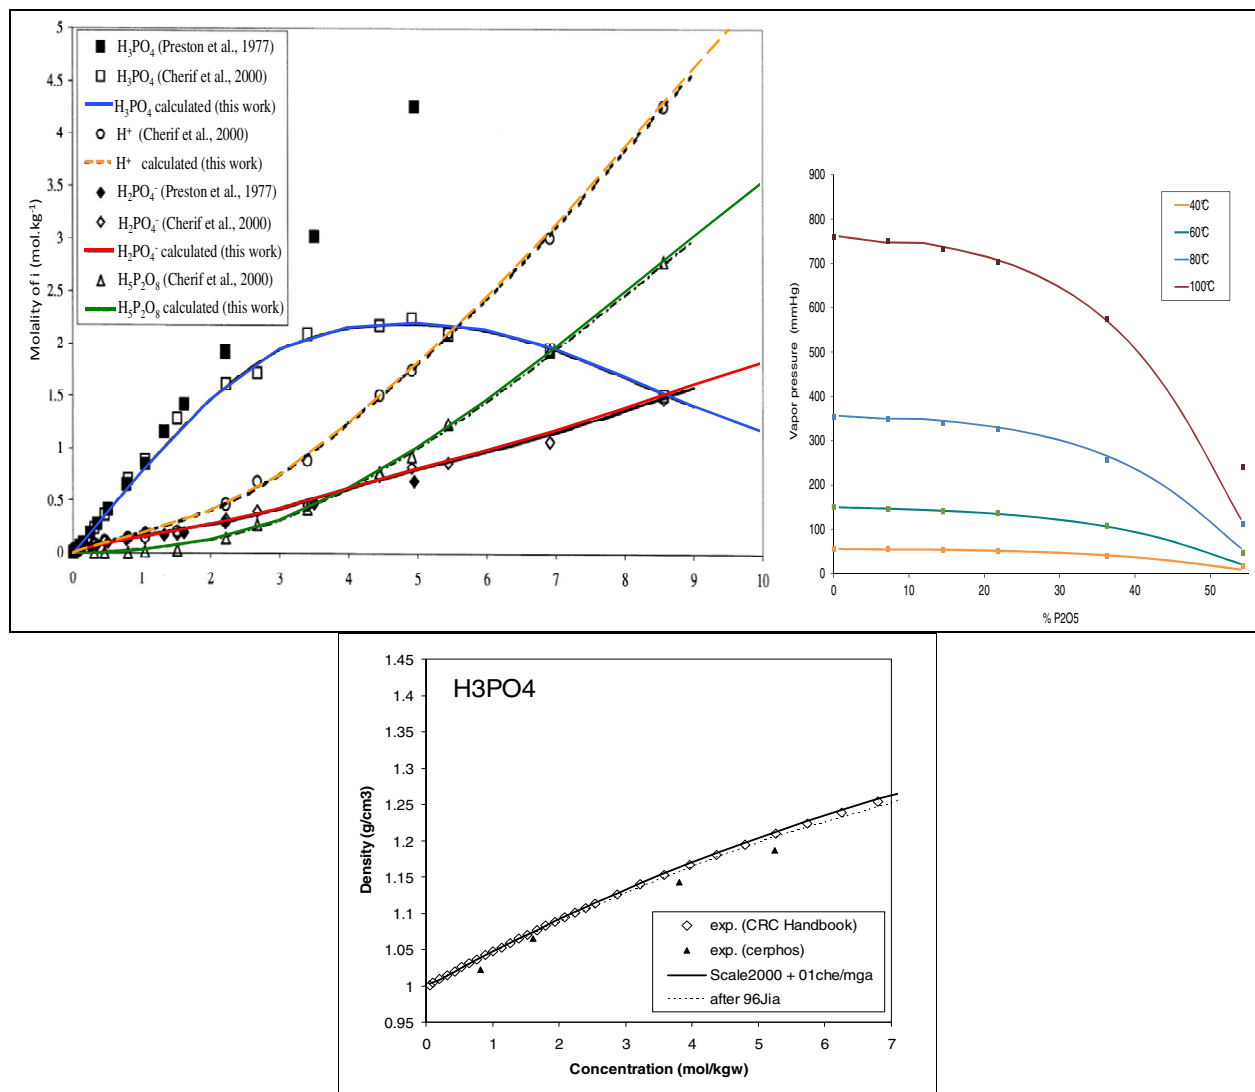 5
4.5
4
3.5
3
2.5
2
1.5
1
0.5
0
Molality of i (mol.kg⁻¹)
H₃PO₄ (Preston et al., 1977)
H₃PO₄ (Cherif et al., 2000)
H₃PO₄ calculated (this work)
H⁺ (Cherif et al., 2000)
H⁺ calculated (this work)
H₂PO₄⁻ (Preston et al., 1977)
H₂PO₄⁻ (Cherif et al., 2000)
H₂PO₄⁻ calculated (this work)
H₅P₂O₈ (Cherif et al., 2000)
H₅P₂O₈ calculated (this work)
0 1 2 3 4 5 6 7 8 9 10
900
800
700
600
500
400
300
200
100
0
Vapor pressure (mmHg)
40°C
60°C
80°C
100°C
0 10 20 30 40 50
% P2O5
H3PO4
1.45
1.4
1.35
1.3
1.25
1.2
1.15
1.1
1.05
1
0.95
Density (g/cm3)
exp. (CRC Handbook)
exp. (cerphos)
Scale2000 + 01che/mga
after 96Jia
0 1 2 3 4 5 6 7
Concentration (mol/kgw)